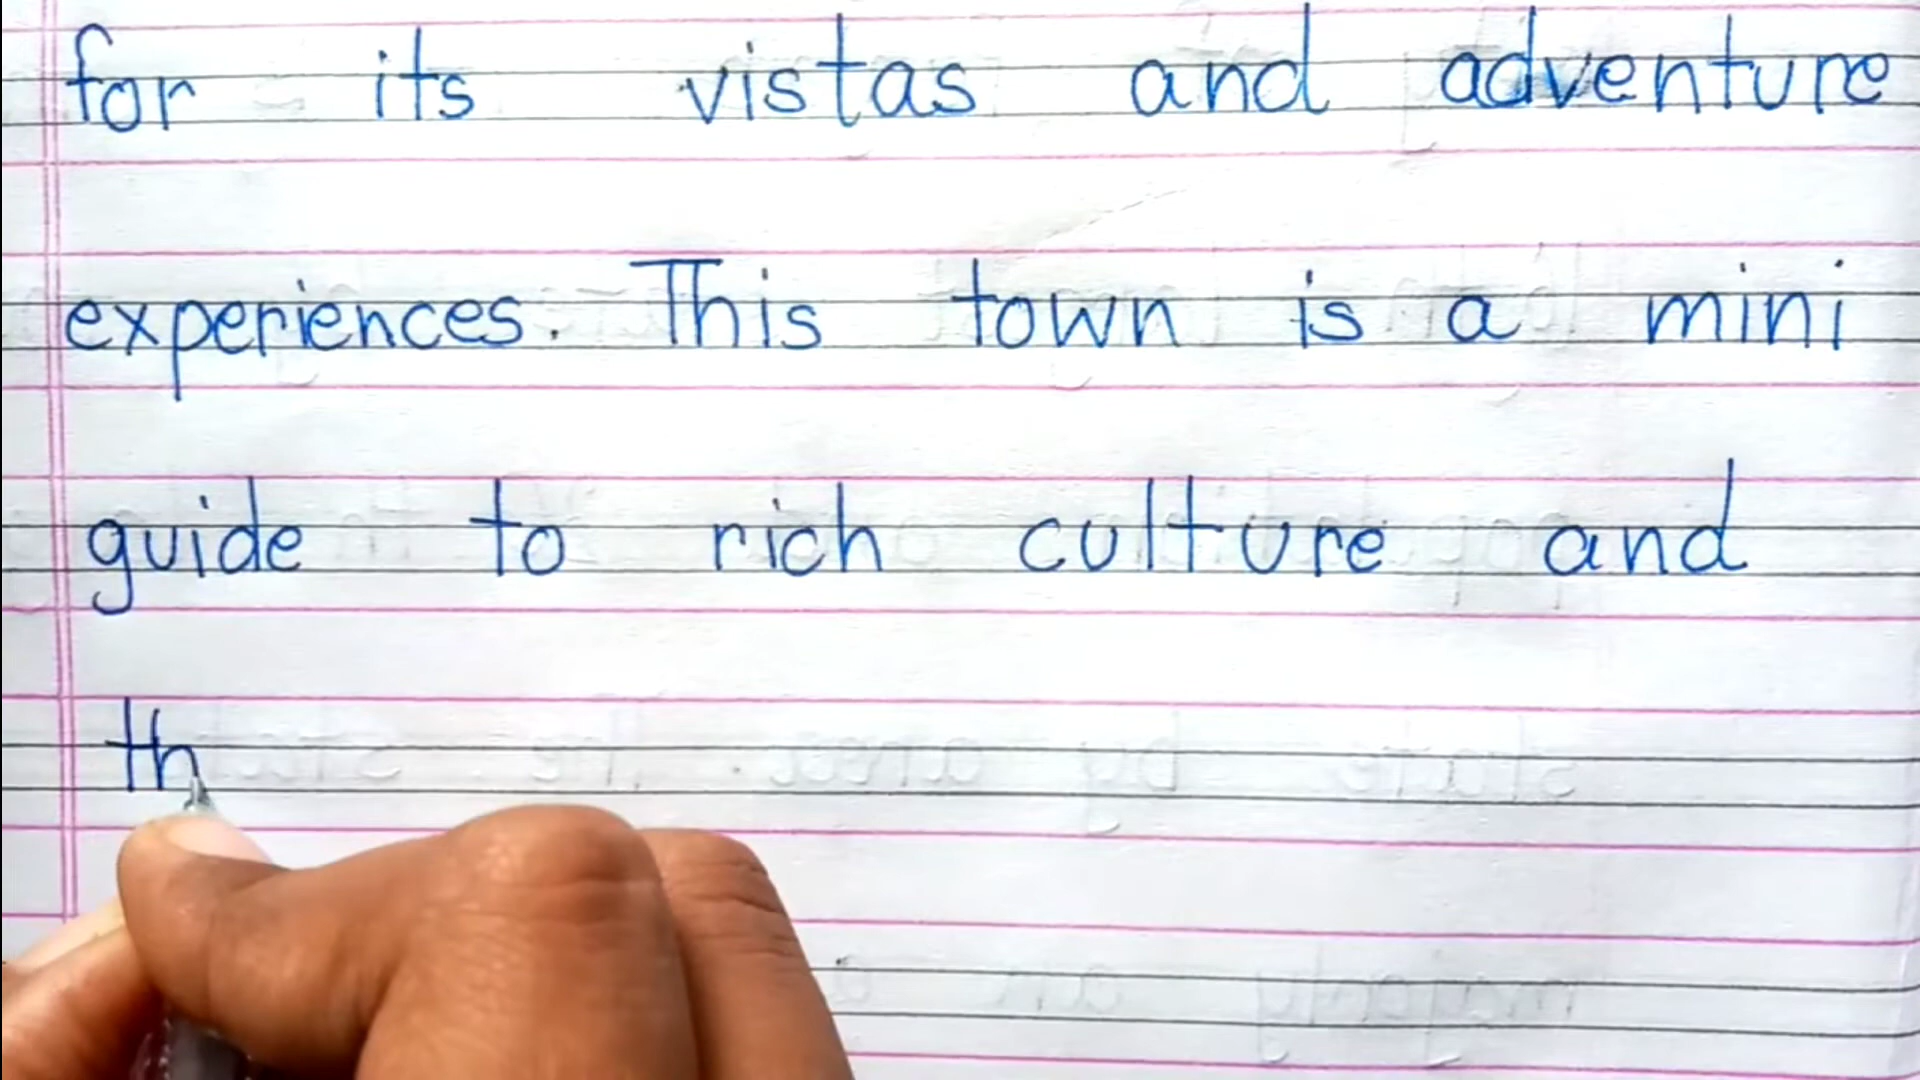 for its vistas and adventure
experiences. This town is a mini
guide to rich culture and
th